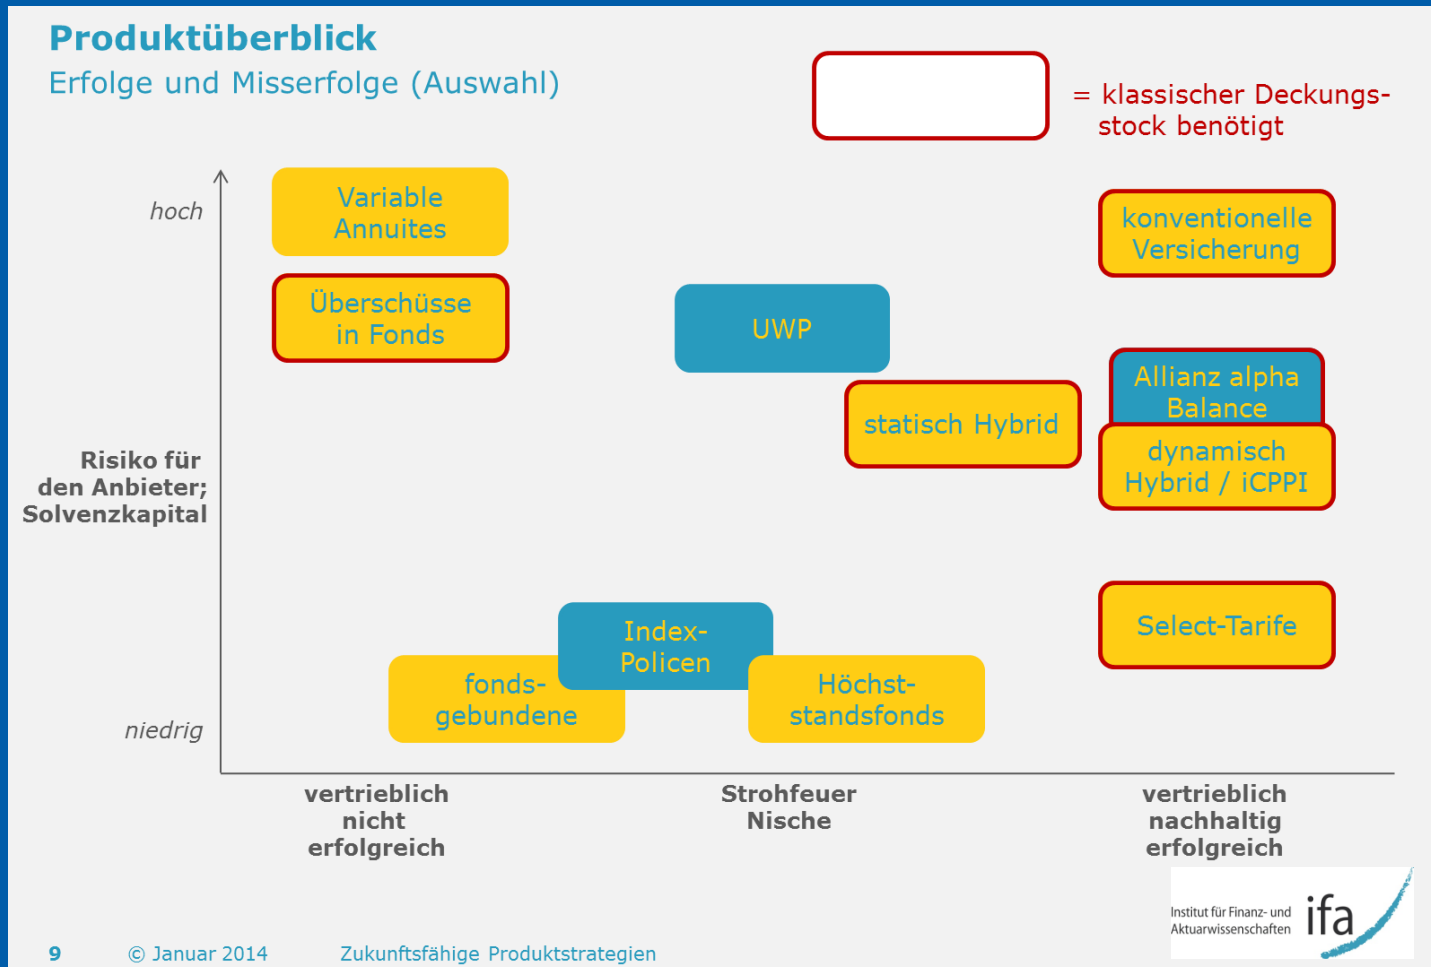 Produktüberblick
Erfolge und Misserfolge (Auswahl)
= klassischer Deckungs-
stock benötigt
hoch
Variable
Annuites
konventionelle
Versicherung
Überschüsse
in Fonds
UWP
Allianz alpha
Balance
statisch Hybrid
dynamisch
Hybrid / iCPPI
Risiko für
den Anbieter;
Solvenzkapital
Select-Tarife
Index-
Policen
fonds-
gebundene
Höchst-
standsfonds
niedrig
vertrieblich
nicht
erfolgreich
Strohfeuer
Nische
vertrieblich
nachhaltig
erfolgreich
Institut für Finanz- und
Aktuarwissenschaften
ifa
9 © Januar 2014 Zukunftsfähige Produktstrategien